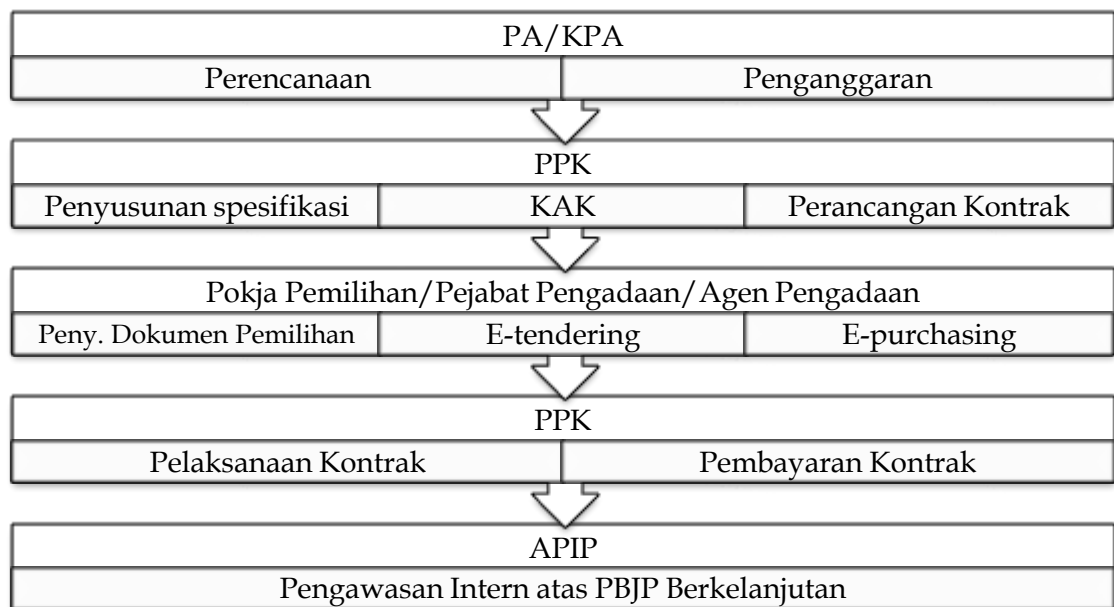 PA/KPA
Perencanaan Penganggaran
PPK
Penyusunan spesifikasi KAK Perancangan Kontrak
Pokja Pemilihan/Pejabat Pengadaan/Agen Pengadaan
Peny. Dokumen Pemilihan E-tendering E-purchasing
PPK
Pelaksanaan Kontrak Pembayaran Kontrak
APIP
Pengawasan Intern atas PBJP Berkelanjutan